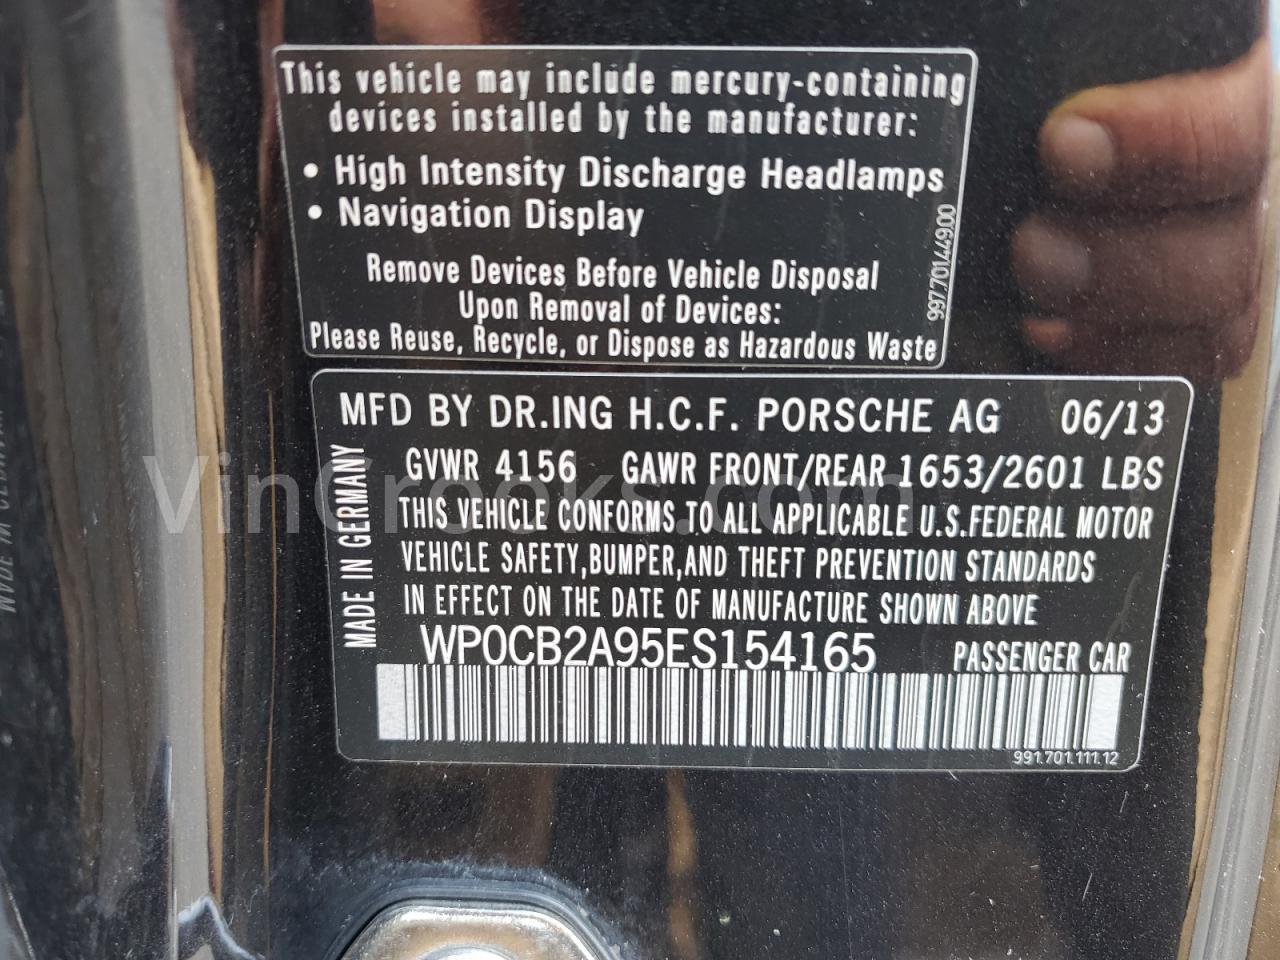 This vehicle may include mercury-containing
devices installed by the manufacturer:
• High Intensity Discharge Headlamps
• Navigation Display
Remove Devices Before Vehicle Disposal
Upon Removal of Devices:
Please Reuse, Recycle, or Dispose as Hazardous Waste
997.701.449.00
MFD BY DR.ING H.C.F. PORSCHE AG 06/13
GVWR 4156 GAWR FRONT/REAR 1653/2601 LBS
THIS VEHICLE CONFORMS TO ALL APPLICABLE U.S.FEDERAL MOTOR
VEHICLE SAFETY,BUMPER,AND THEFT PREVENTION STANDARDS
IN EFFECT ON THE DATE OF MANUFACTURE SHOWN ABOVE
MADE IN GERMANY
WP0CB2A95ES154165 PASSENGER CAR
991.701.111.12
VinCrooks.com